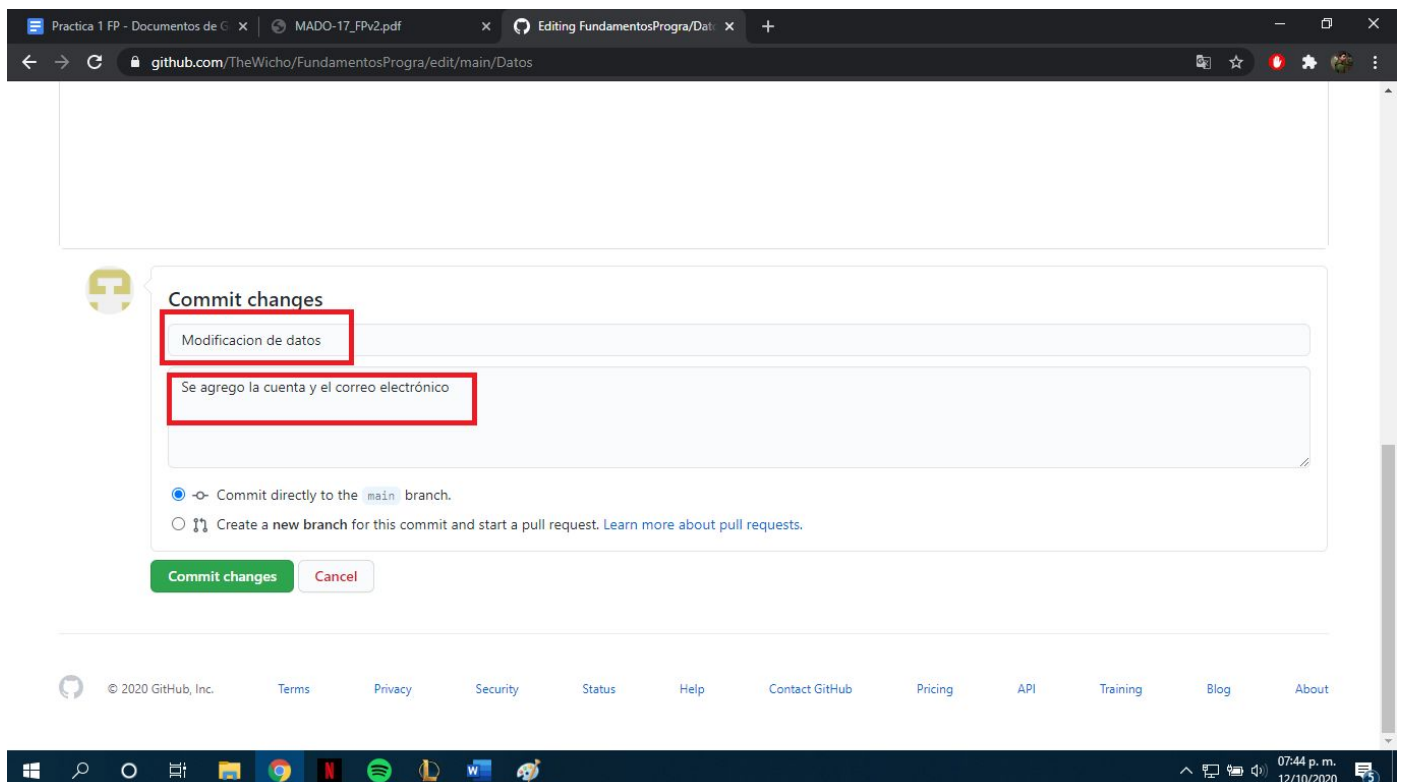 Practica 1 FP - Documentos de G
MADO-17_FPv2.pdf
Editing FundamentosProgra/Dat
github.com/TheWicho/FundamentosProgra/edit/main/Datos
Commit changes
Modificacion de datos
Se agrego la cuenta y el correo electrónico
Commit directly to the main branch.
Create a new branch for this commit and start a pull request. Learn more about pull requests.
Commit changes Cancel
© 2020 GitHub, Inc. Terms Privacy Security Status Help Contact GitHub Pricing API Training Blog About
07:44 p. m.
12/10/2020
5